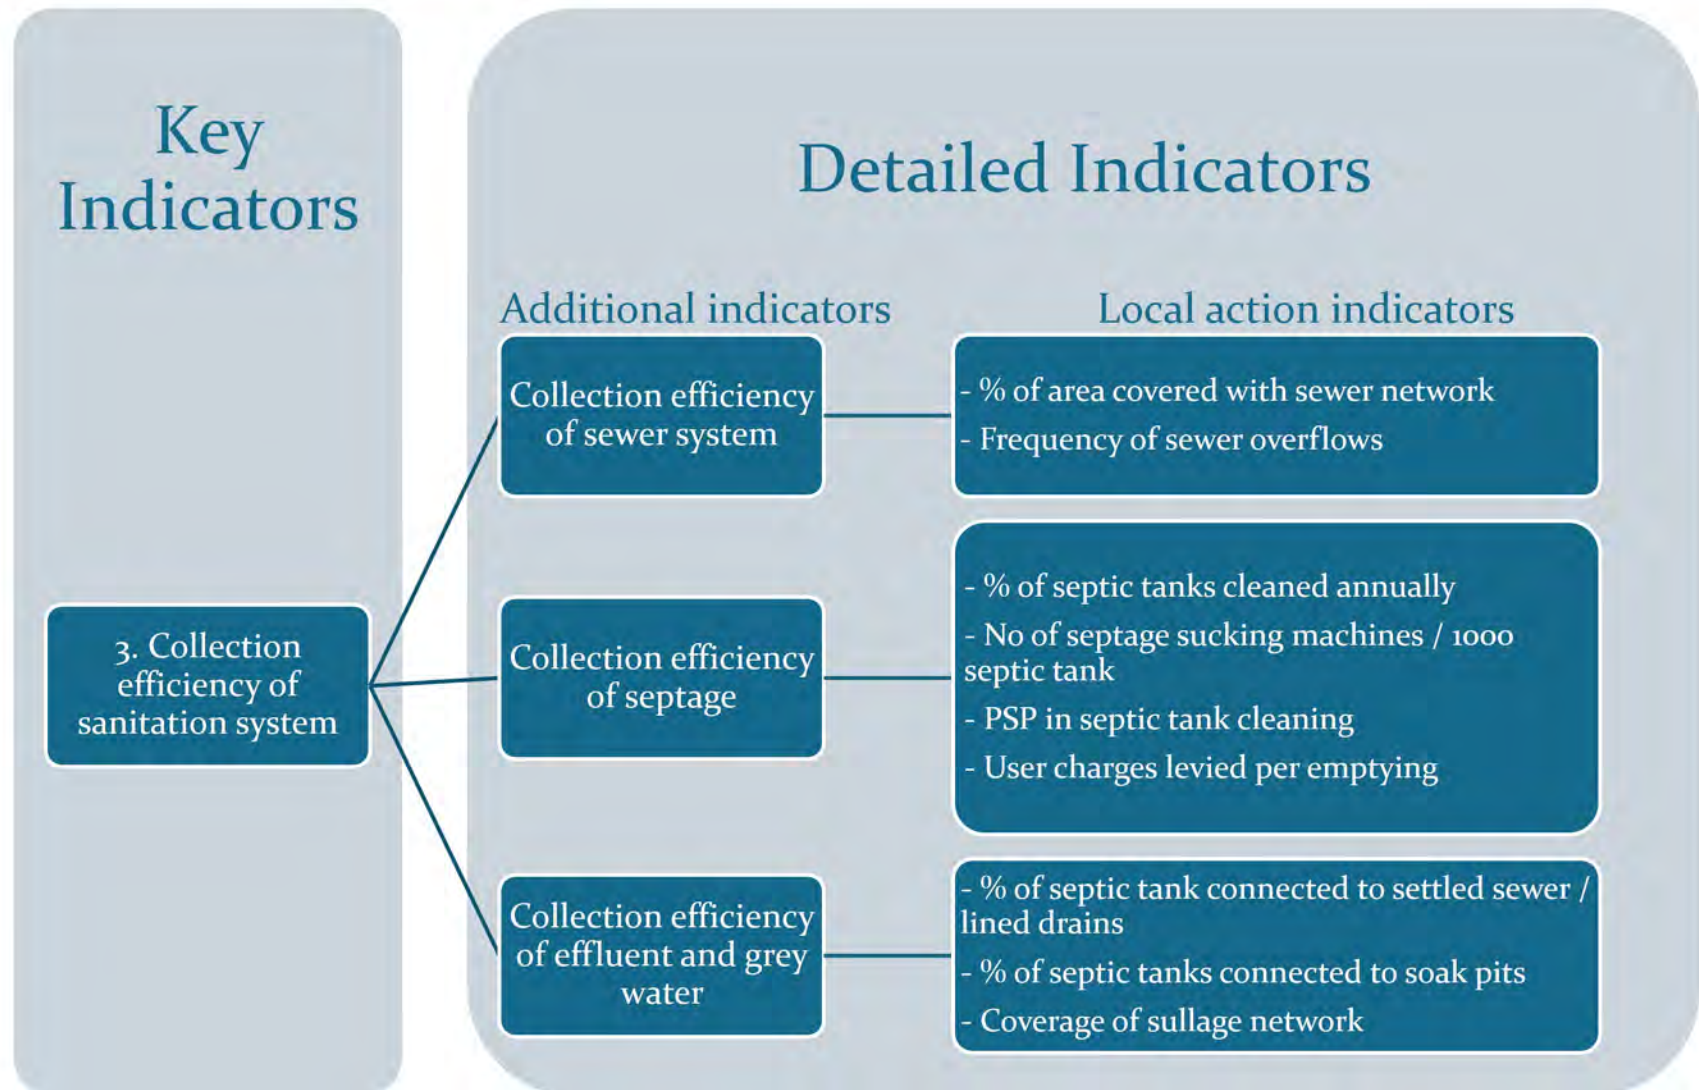 Key
Indicators
Detailed Indicators
Additional indicators
Local action indicators
3. Collection
efficiency of
sanitation system
Collection efficiency
of sewer system
- % of area covered with sewer network
- Frequency of sewer overflows
Collection efficiency
of septage
- % of septic tanks cleaned annually
- No of septage sucking machines / 1000
septic tank
- PSP in septic tank cleaning
- User charges levied per emptying
Collection efficiency
of effluent and grey
water
- % of septic tank connected to settled sewer /
lined drains
- % of septic tanks connected to soak pits
- Coverage of sullage network